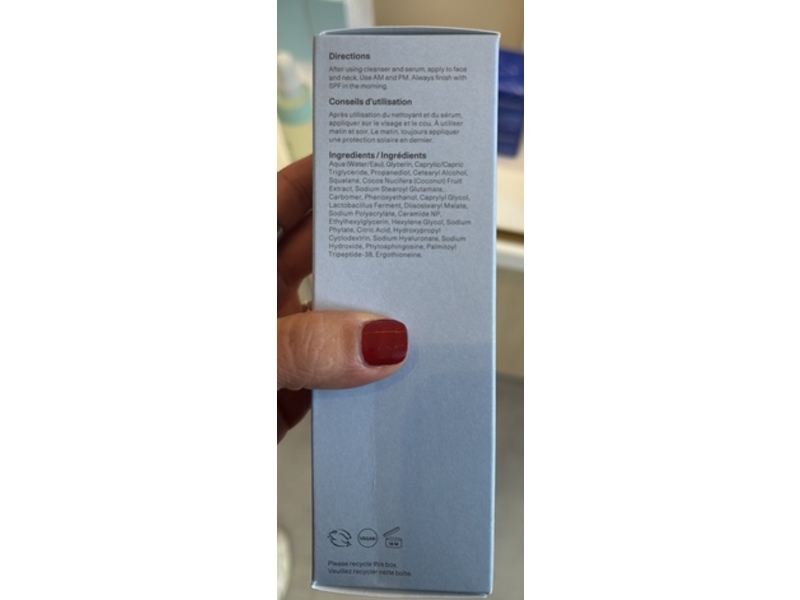 Directions
After using cleanser and serum, apply to face
and neck. Use AM and PM. Always finish with
SPF in the morning.
Conseils d'utilisation
Après utilisation du nettoyant et du sérum,
appliquer sur le visage et le cou. À utiliser
matin et soir. Le matin, toujours appliquer
une protection solaire en dernier.
Ingredients / Ingrédients
Aqua (Water/Eau), Glycerin, Caprylic/Capric
Triglyceride, Propanediol, Cetearyl Alcohol,
Squalane, Cocos Nucifera (Coconut) Fruit
Extract, Sodium Stearoyl Glutamate,
Carbomer, Phenoxyethanol, Caprylyl Glycol,
Lactobacillus Ferment, Diisostearyl Malate,
Sodium Polyacrylate, Ceramide NP,
Ethylhexylglycerin, Hexylene Glycol, Sodium
Phytate, Citric Acid, Hydroxypropyl
Cyclodextrin, Sodium Hyaluronate, Sodium
Hydroxide, Phytosphingosine, Palmitoyl
Tripeptide-38, Ergothioneine.
VEGAN
Please recycle this box.
Veuillez recycler cette boîte.